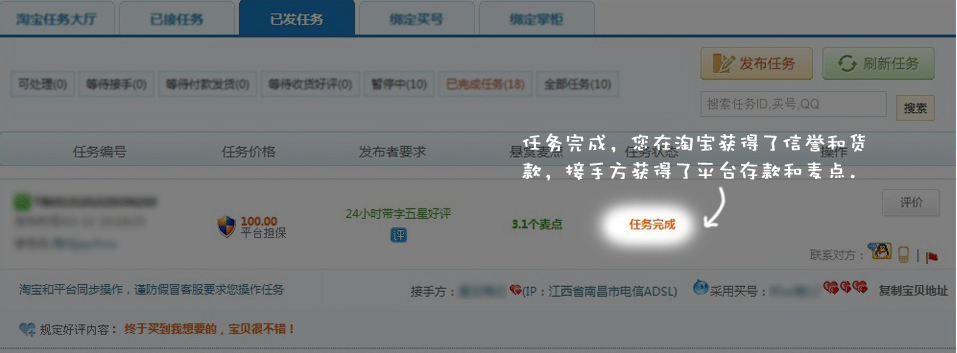 淘宝任务大厅 已接任务 已发任务 绑定买号 绑定掌柜
发布任务 刷新任务
可处理(0) 等待接手(0) 等待付款发货(0) 等待收货好评(0) 暂停中(10) 已完成任务(18) 全部任务(10)
搜索任务ID,买号,QQ 搜索
任务完成，您在淘宝获得了信誉和货
款，接手方获得了平台存款和麦点.
任务编号 任务价格 发布者要求 悬赏麦点 任务状态 操作
100.00
平台担保
24小时带字五星好评
评
3.1个麦点
任务完成
评价
联系对方：
淘宝和平台同步操作，谨防假冒客服要求您操作任务 接手方： (IP：江西省南昌市电信ADSL) 采用买号： 复制宝贝地址
规定好评内容： 终于买到我想要的，宝贝很不错！